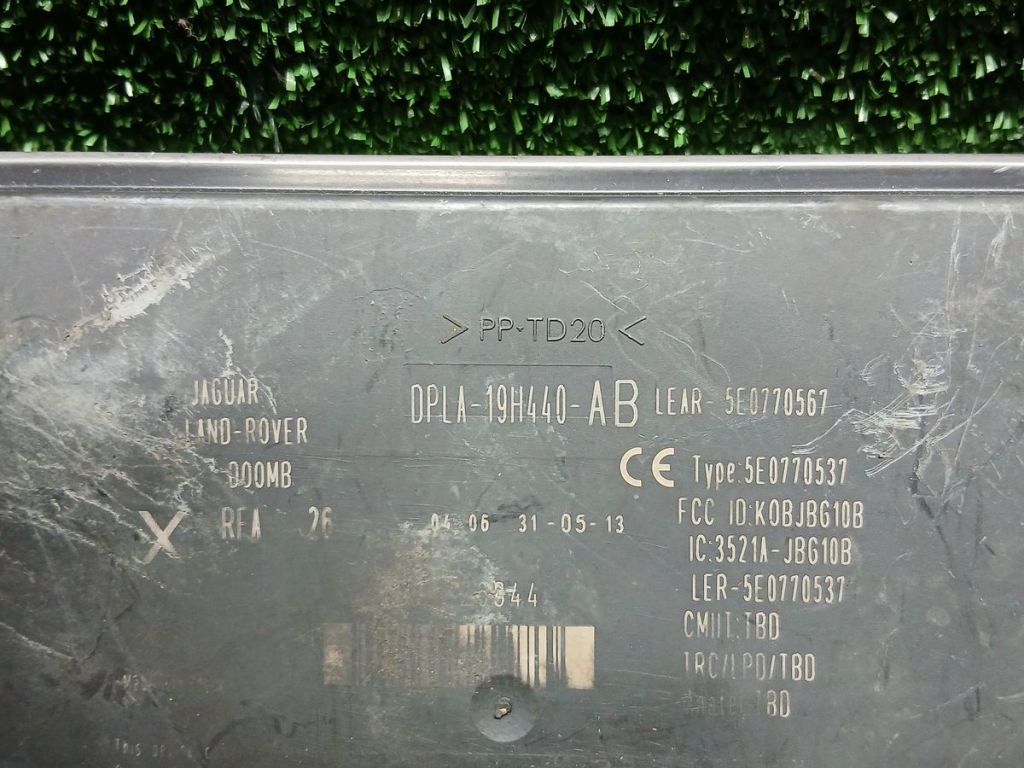 >PP-TD20<
JAGUAR
LAND-ROVER
000MB
DPLA-19H440-AB LEAR- 5E0770567
CE Type:5E0770537
X RFA 26
04 06 31-05-13
FCC ID:KOBJBG10B
IC:3521A-JBG10B
LER-5E0770537
344
CMIIT:TBD
TRC/LPD/TBD
TBD